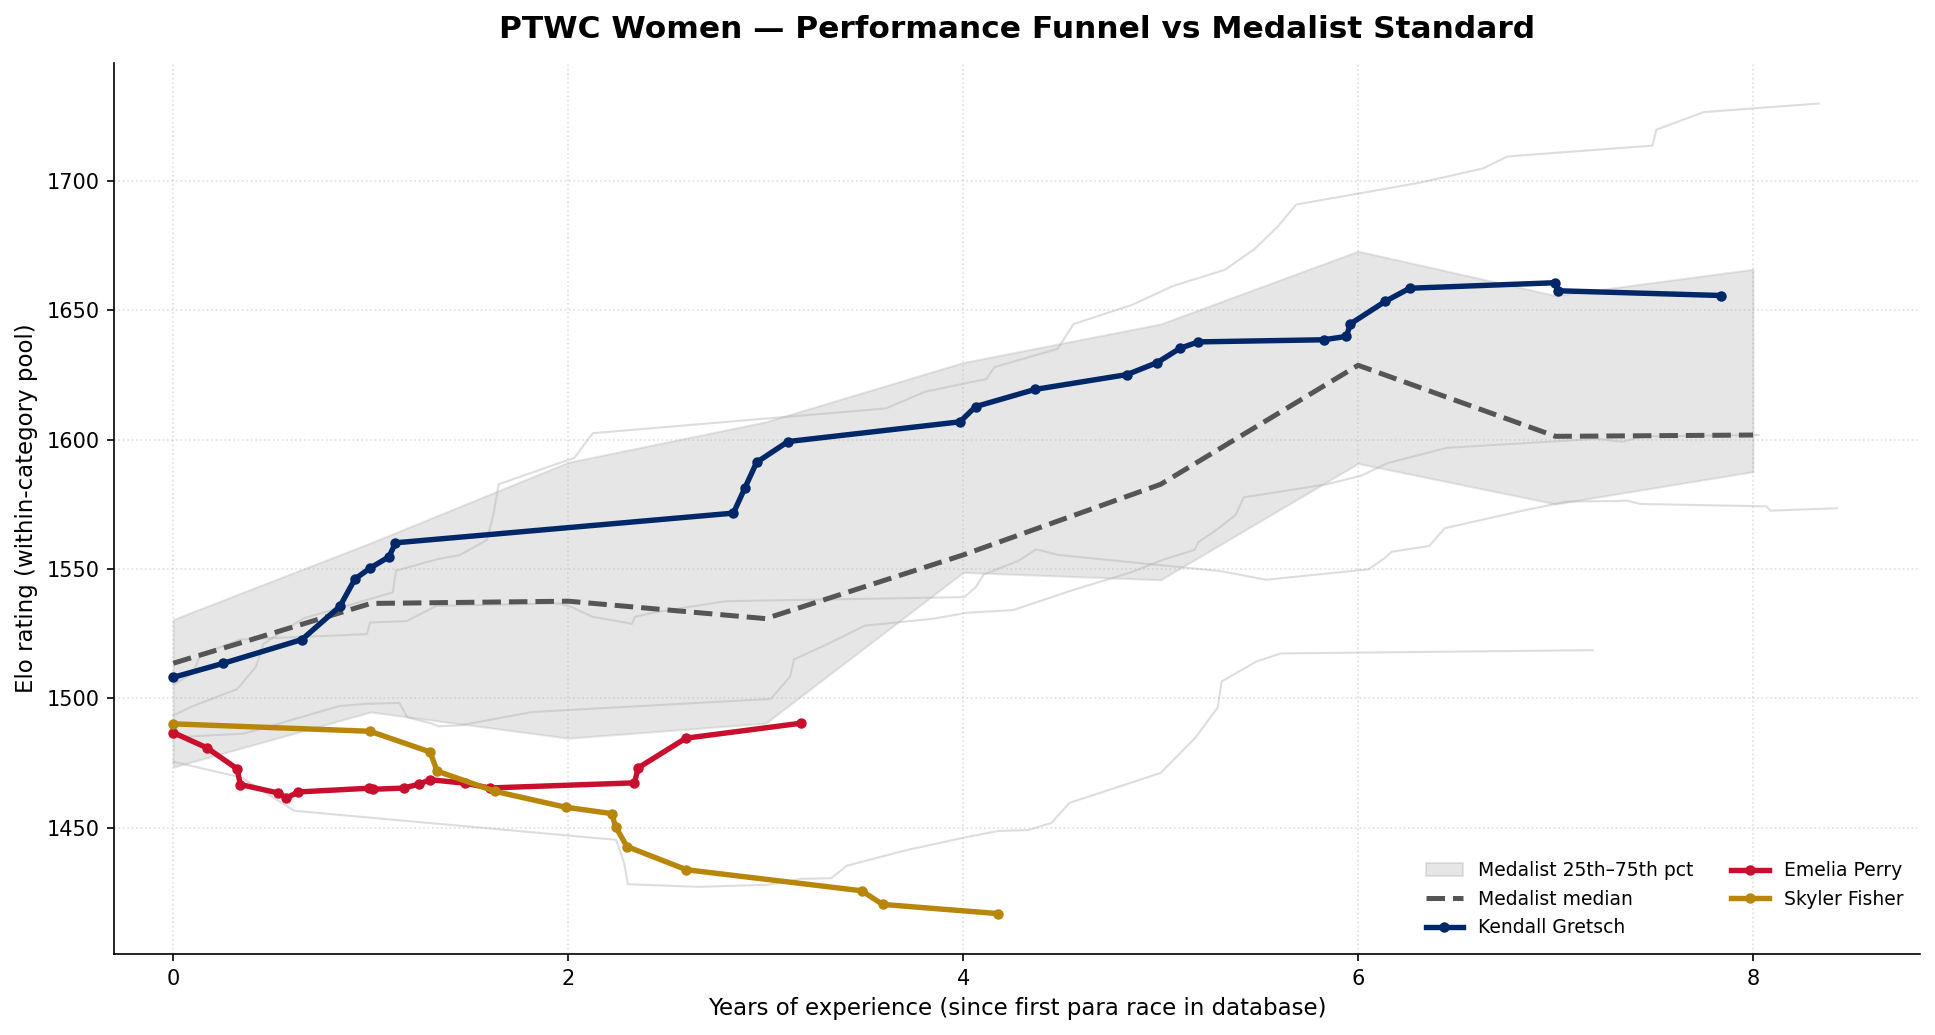 PTWC Women — Performance Funnel vs Medalist Standard
Elo rating (within-category pool)
1700
1650
1600
1550
1500
1450
0 2 4 6 8
Years of experience (since first para race in database)
Medalist 25th–75th pct
Medalist median
Kendall Gretsch
Emelia Perry
Skyler Fisher